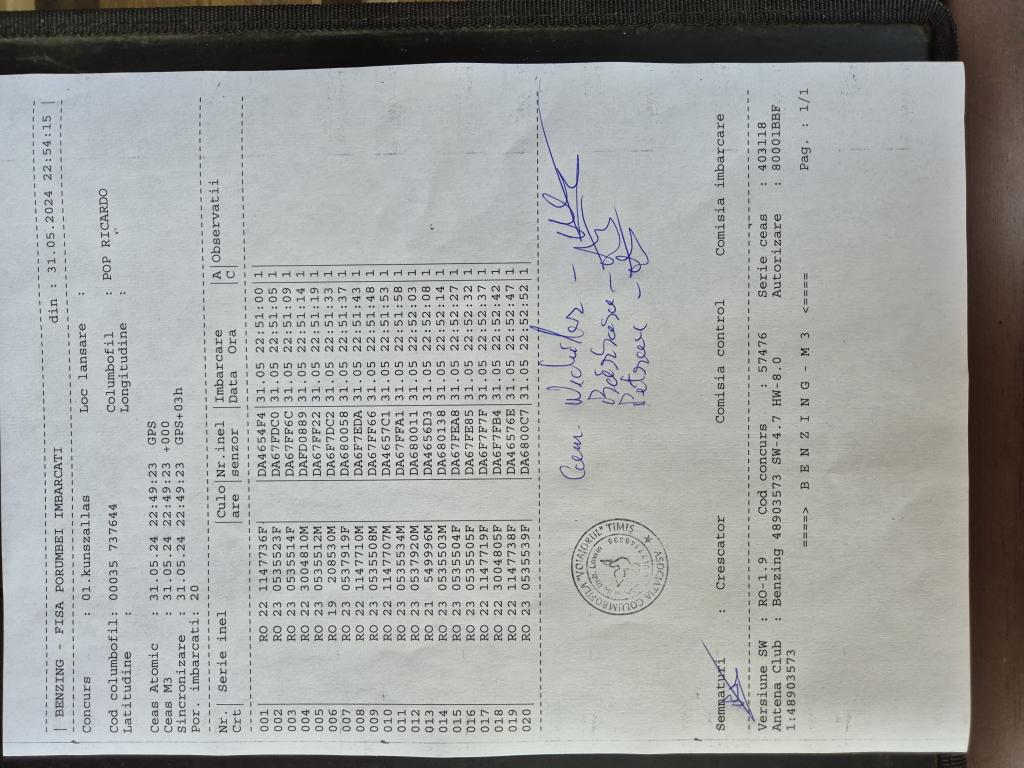 | BENZING - FISA PORUMBEI IMBARCATI din : 31.05.2024 22:54:15 |
Concurs : 01 kunszallas Loc lansare :
Cod columbofil: 00035 737644 Columbofil : POP RICARDO
Latitudine : Longitudine :
Ceas Atomic : 31.05.24 22:49:23 GPS
Ceas M3 : 31.05.24 22:49:23 +000
Sincronizare : 31.05.24 22:49:23 GPS+03h
Por. imbarcati: 20
Nr.| Serie inel |Culo|Nr.inel |Imbarcare |A|Observatii
Crt| |are |senzor |Data Ora |C|
001| RO 22 1147736F| |DA4654F4|31.05 22:51:00|1
002| RO 23 0535523F| |DA67FDC0|31.05 22:51:05|1
003| RO 23 0535514F| |DA67FF6C|31.05 22:51:09|1
004| RO 22 3004810M| |DAFD0889|31.05 22:51:14|1
005| RO 23 0535512M| |DA67FF22|31.05 22:51:19|1
006| RO 19 208530M| |DA6F7DC2|31.05 22:51:33|1
007| RO 23 0537919F| |DA680058|31.05 22:51:37|1
008| RO 22 1147710M| |DA67FEDA|31.05 22:51:43|1
009| RO 23 0535508M| |DA67FF66|31.05 22:51:48|1
010| RO 22 1147707M| |DA4657C1|31.05 22:51:53|1
011| RO 23 0535534M| |DA67FFA1|31.05 22:51:58|1
012| RO 23 0537920M| |DA680011|31.05 22:52:03|1
013| RO 21 549996M| |DA4656D3|31.05 22:52:08|1
014| RO 23 0535503M| |DA680138|31.05 22:52:14|1
015| RO 23 0535504F| |DA67FEA8|31.05 22:52:27|1
016| RO 23 0535505F| |DA67FE85|31.05 22:52:32|1
017| RO 22 1147719F| |DA67F7F|31.05 22:52:37|1
018| RO 22 3004805F| |DA6F7FB4|31.05 22:52:42|1
019| RO 22 1147738F| |DA46576E|31.05 22:52:47|1
020| RO 23 0535539F| |DA6800C7|31.05 22:52:52|1
ASOCIATIA COLUMBOFILA "VOIAJORUL" TIMIS
Petrov -
Semnaturi : Crescator Comisia control Comisia imbarcare
Versiune SW : RO-1.9 Cod concurs : 57476 Serie ceas : 403118
Antena Club : Benzing 48903573 SW-4.7 HW-8.0 Autorizare : 80001BBF
1:48903573
====> B E N Z I N G - M 3 <==== Pag. : 1/1